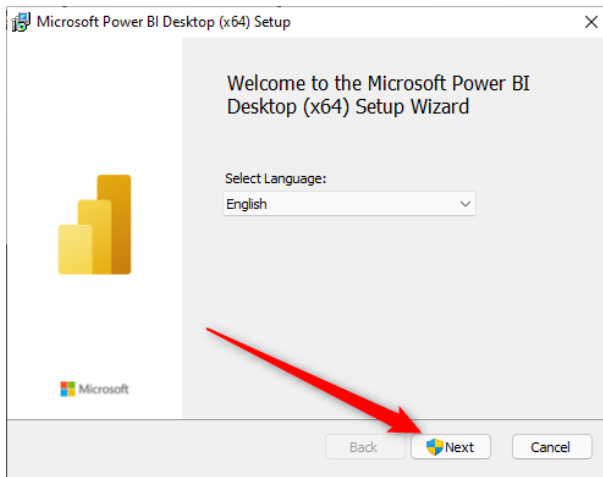 Microsoft Power BI Desktop (x64) Setup
Welcome to the Microsoft Power BI
Desktop (x64) Setup Wizard
Select Language:
English
Microsoft
Back
Next
Cancel